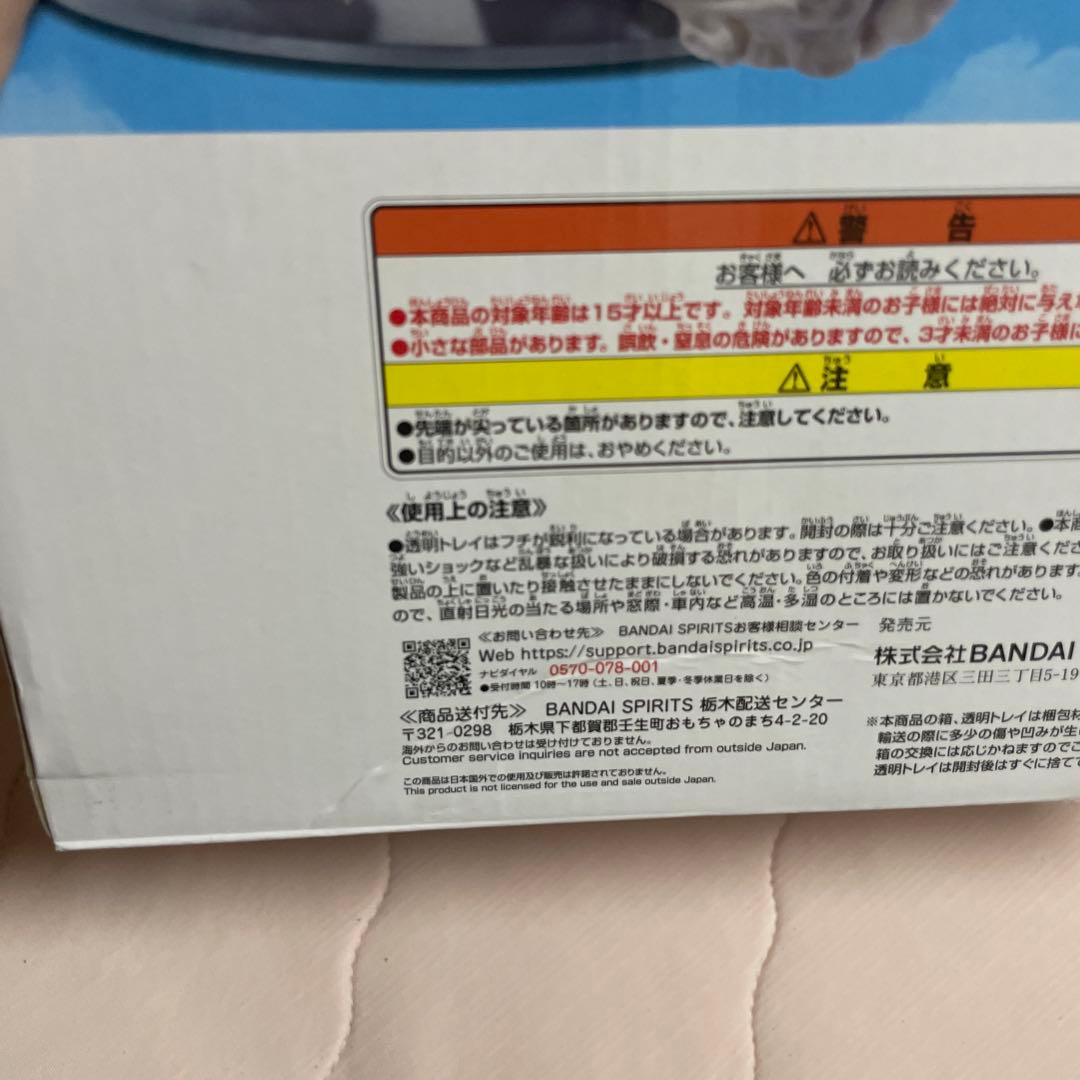 ⚠警告
お客様へ 必ずお読みください。
●本商品の対象年齢は15才以上です。対象年齢未満のお子様には絶対に与え
●小さな部品があります。誤飲・窒息の危険がありますので、3才未満のお子様に
⚠注意
●先端が尖っている箇所がありますので、注意してください。
●目的以外のご使用は、おやめください。
《使用上の注意》
●透明トレイはフチが鋭利になっている場合があります。開封の際は十分ご注意ください。●本
強いショックなど乱暴な扱いにより破損する恐れがありますので、お取り扱いにはご注意くださ
製品の上に置いたり接触させたままにしないでください。色の付着や変形などの恐れがあります
ので、直射日光の当たる場所や窓際・車内など高温・多湿のところには置かないでください。
≪お問い合わせ先≫ BANDAI SPIRITSお客様相談センター
Web https://support.bandaispirits.co.jp
ナビダイヤル 0570-078-001
●受付時間 10時〜17時(土、日、祝日、夏季・冬季休業日を除く)
≪商品送付先≫ BANDAI SPIRITS 栃木配送センター
〒321-0298 栃木県下都賀郡壬生町おもちゃのまち4-2-20
海外からのお問い合わせは受け付けておりません。
Customer service inquiries are not accepted from outside Japan.
この商品は日本国外での使用及び販売は許諾されておりません。
This product is not licensed for the use and sale outside Japan.
発売元
株式会社BANDAI
東京都港区三田三丁目5-19
※本商品の箱、透明トレイは梱包材
輸送の際に多少の傷や凹みが生
箱の交換には応じかねますのでご
透明トレイは開封後はすぐに捨てて